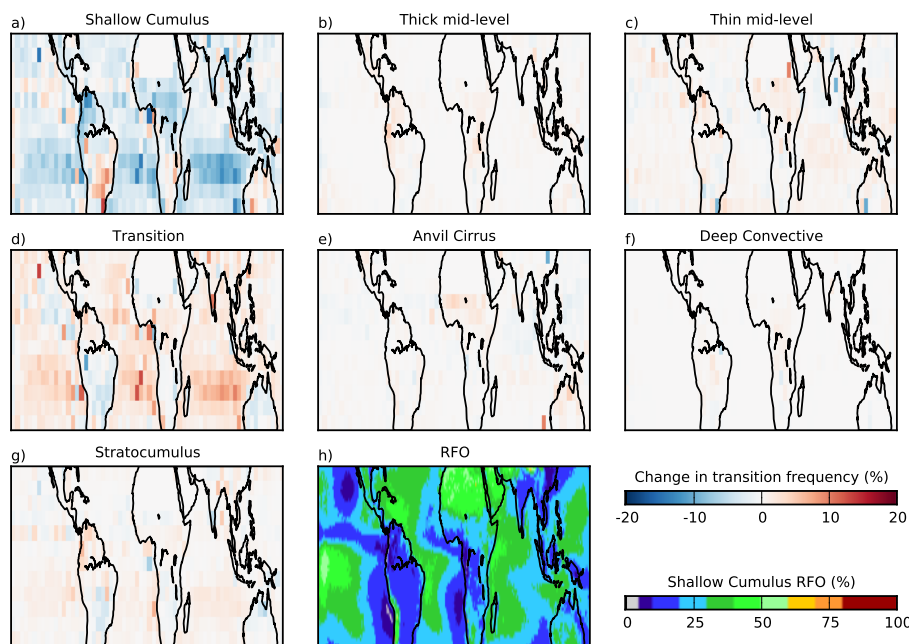 a) Shallow Cumulus
b) Thick mid-level
c) Thin mid-level
d) Transition
e) Anvil Cirrus
f) Deep Convective
g) Stratocumulus
h) RFO
Change in transition frequency (%)
-20 -10 0 10 20
Shallow Cumulus RFO (%)
0 25 50 75 100